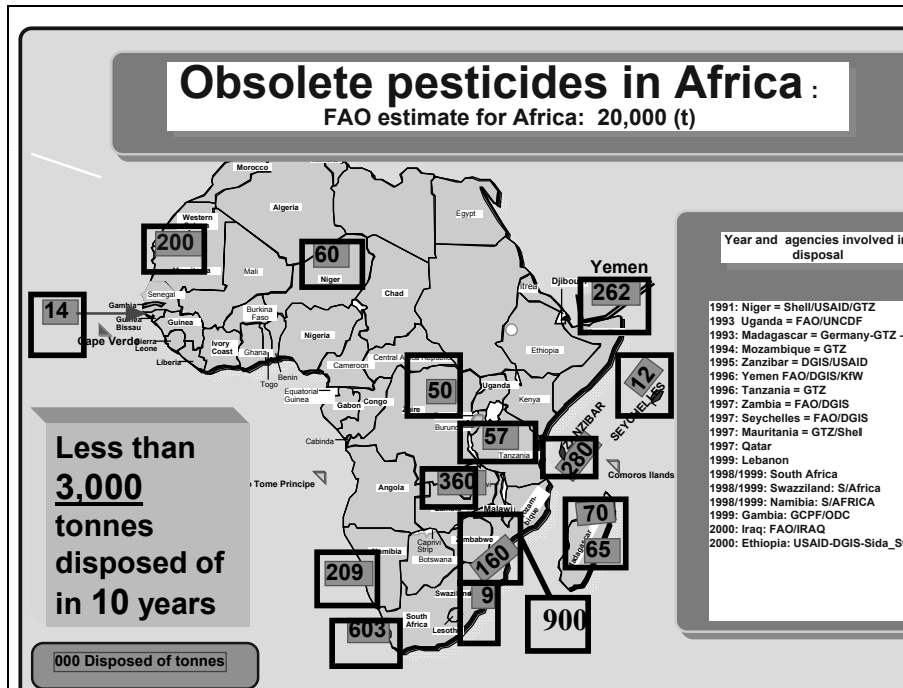 Obsolete pesticides in Africa :
FAO estimate for Africa: 20,000 (t)
Morocco
Algeria
Egypt
Western
200
Mali
60
Niger
Chad
Yemen
Djibouti
262
14
Cape Verde
Senegal
Gambia
Guinea
Bissau
Guinea
Sierra
Leone
Liberia
Ivory
Coast
Burkina
Faso
Ghana
Togo
Benin
Nigeria
Cameroon
Equatorial
Guinea
Central Africa Republic
Ethiopia
Uganda
Kenya
50
Zaire
Gabon
Congo
Cabinda
57
Tanzania
12
SEYCHELLES
ZANZIBAR
280
Comoros Ilands
Tome Principe
Angola
360
Malawi
Zambia
Caprivi
Strip
Botswana
Namibia
Zimbabwe
160
70
65
Madagascar
209
Swaziland
9
900
South
Africa
Lesotho
603
Less than
3,000
tonnes
disposed of
in 10 years
000 Disposed of tonnes
Year and agencies involved in
disposal
1991: Niger = Shell/USAID/GTZ
1993 Uganda = FAO/UNCDF
1993: Madagascar = Germany-GTZ -
1994: Mozambique = GTZ
1995: Zanzibar = DGIS/USAID
1996: Yemen FAO/DGIS/KfW
1996: Tanzania = GTZ
1997: Zambia = FAO/DGIS
1997: Seychelles = FAO/DGIS
1997: Mauritania = GTZ/Shell
1997: Qatar
1999: Lebanon
1998/1999: South Africa
1998/1999: Swazziland: S/Africa
1998/1999: Namibia: S/AFRICA
1999: Gambia: GCPF/ODC
2000: Iraq: FAO/IRAQ
2000: Ethiopia: USAID-DGIS-Sida_S